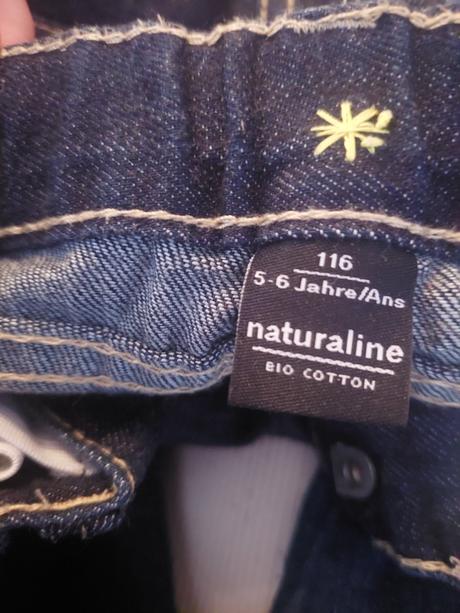 116
5-6 Jahre/Ans
naturaline
BIO COTTON